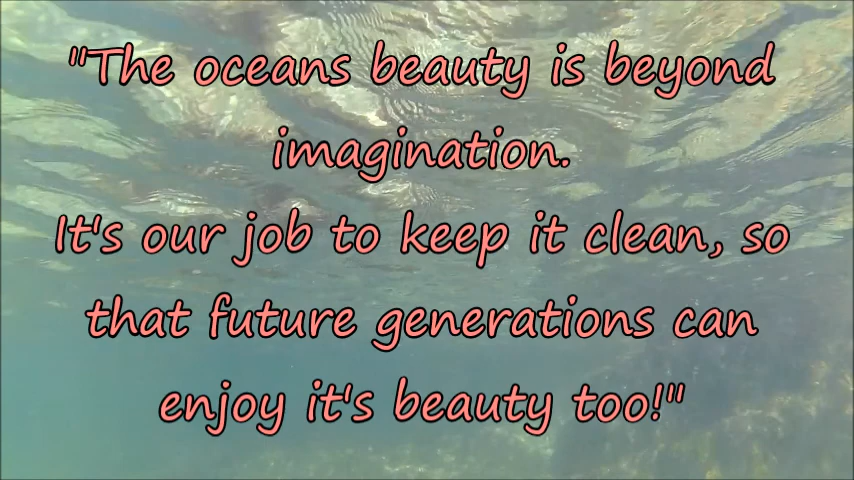 "The oceans beauty is beyond
imagination.
It's our job to keep it clean, so
that future generations can
enjoy it's beauty too!"